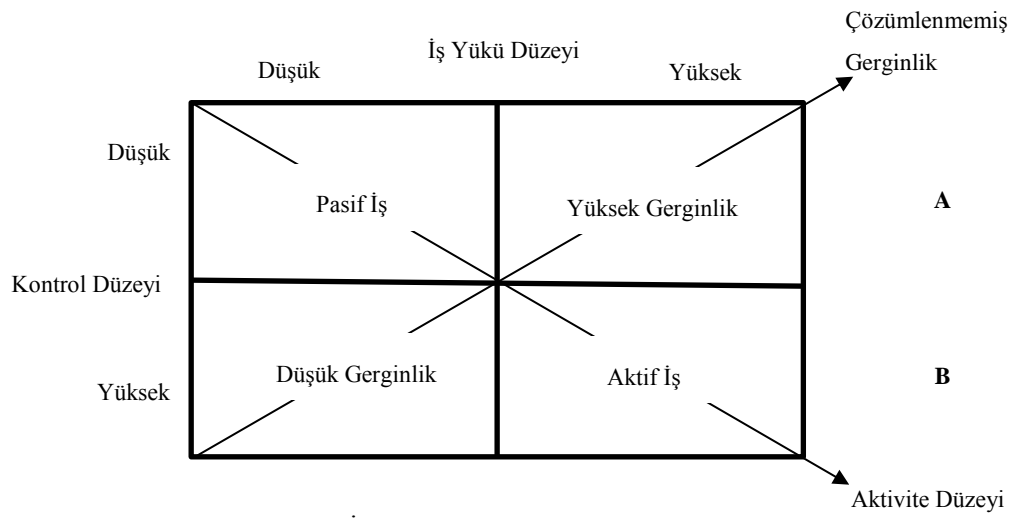 Çözümlenmemiş
Gerginlik
İş Yükü Düzeyi
Düşük
Yüksek
Düşük
Pasif İş
Yüksek Gerginlik
A
Kontrol Düzeyi
Yüksek
Düşük Gerginlik
Aktif İş
B
Aktivite Düzeyi